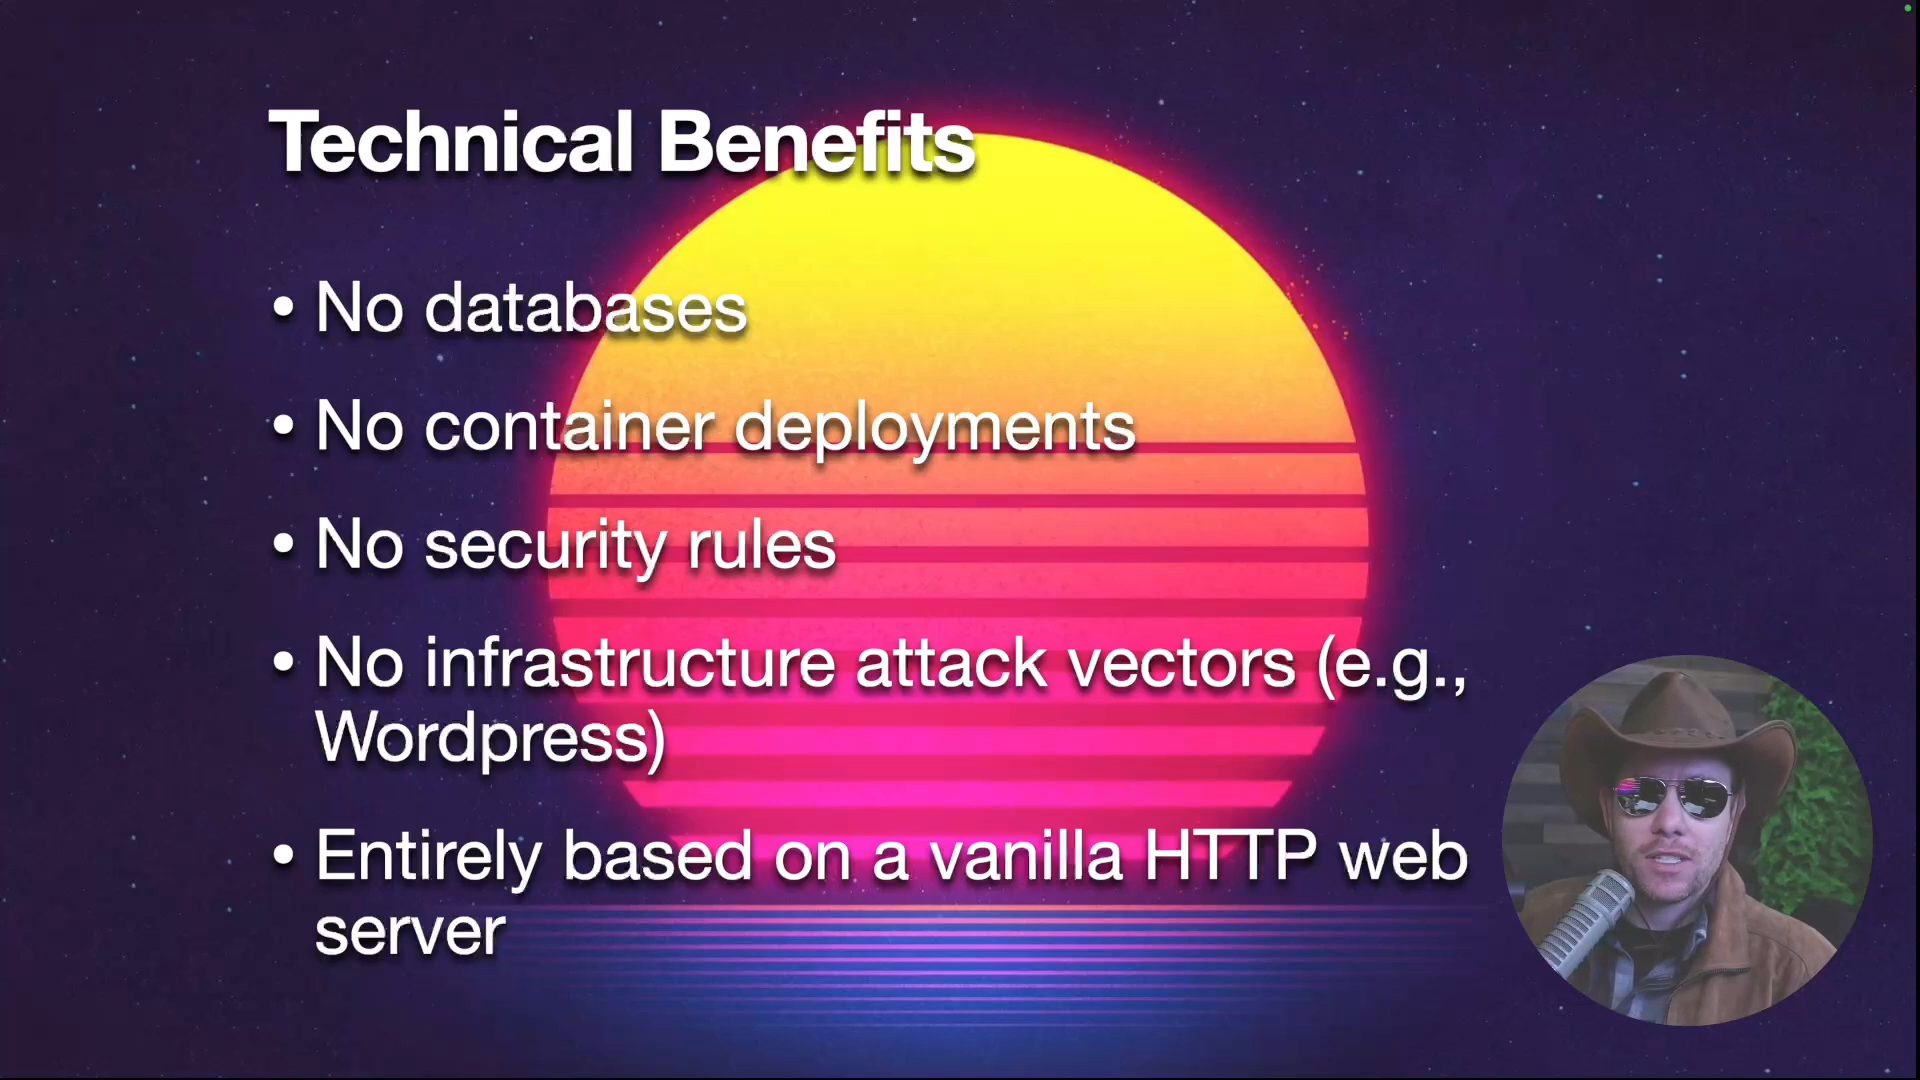 Technical Benefits
• No databases
• No container deployments
• No security rules
• No infrastructure attack vectors (e.g.,
Wordpress)
• Entirely based on a vanilla HTTP web
server